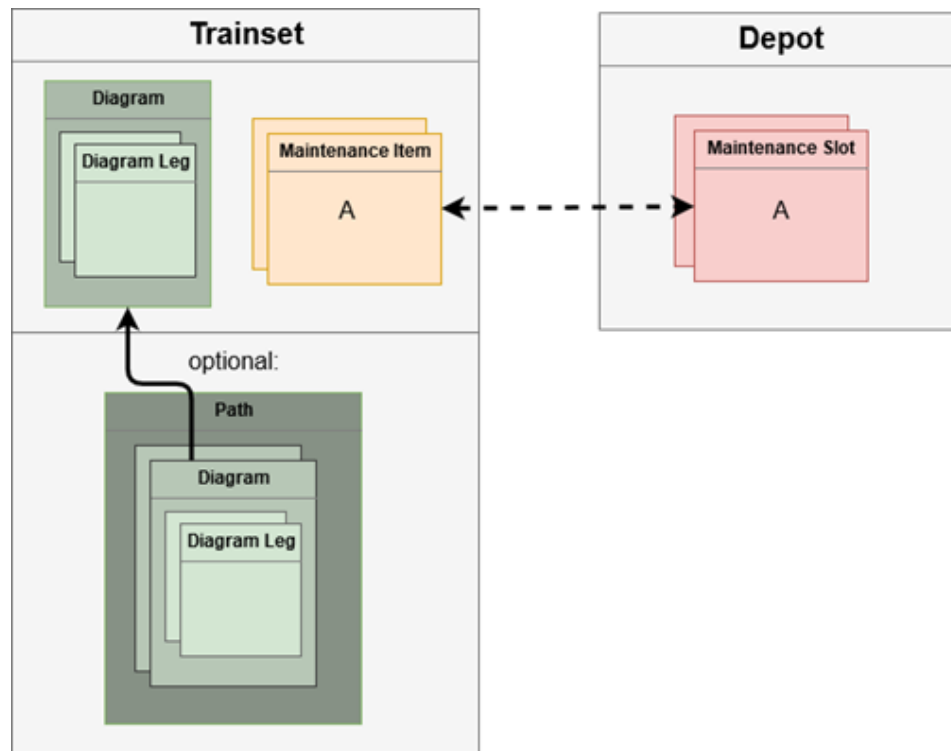 Trainset
Depot
Diagram
Diagram Leg
Maintenance Item
A
Maintenance Slot
A
optional:
Path
Diagram
Diagram Leg